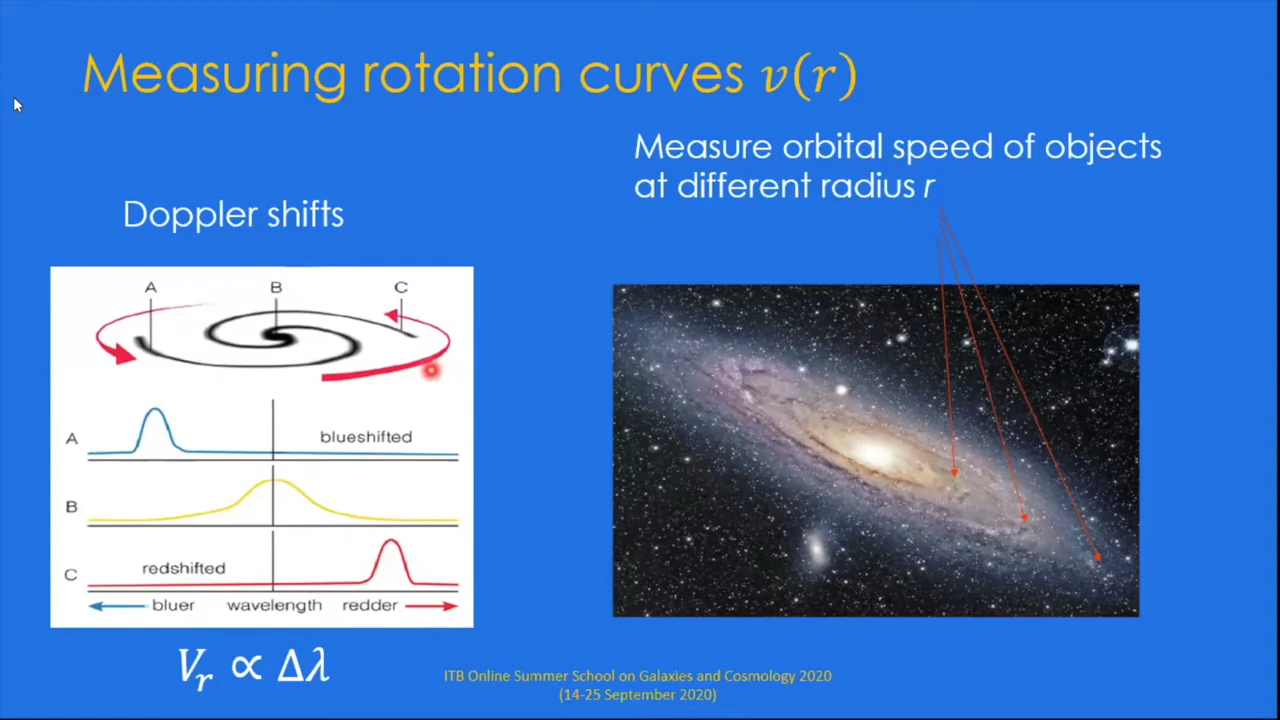 Measuring rotation curves v(r)
Measure orbital speed of objects
at different radius r
Doppler shifts
A B C
A blueshifted
B
C redshifted
bluer wavelength redder
V_r ∝ Δλ
ITB Online Summer School on Galaxies and Cosmology 2020
(14-25 September 2020)